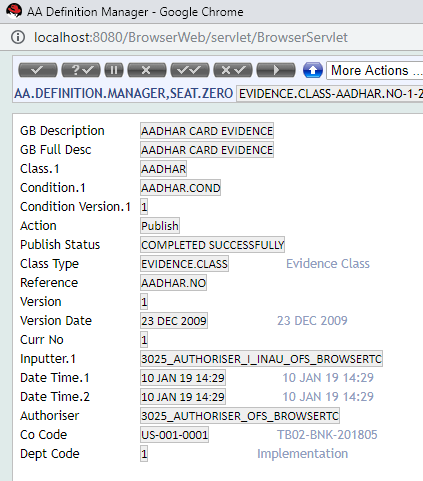 AA Definition Manager - Google Chrome
localhost:8080/BrowserWeb/servlet/BrowserServlet
More Actions ...
AA.DEFINITION.MANAGER,SEAT.ZERO EVIDENCE.CLASS-AADHAR.NO-1-2
GB Description AADHAR CARD EVIDENCE
GB Full Desc AADHAR CARD EVIDENCE
Class.1 AADHAR
Condition.1 AADHAR.COND
Condition Version.1 1
Action Publish
Publish Status COMPLETED SUCCESSFULLY
Class Type EVIDENCE.CLASS Evidence Class
Reference AADHAR.NO
Version 1
Version Date 23 DEC 2009 23 DEC 2009
Curr No 1
Inputter.1 3025_AUTHORISER_I_INAU_OFS_BROWSERTC
Date Time.1 10 JAN 19 14:29 10 JAN 19 14:29
Date Time.2 10 JAN 19 14:29 10 JAN 19 14:29
Authoriser 3025_AUTHORISER_OFS_BROWSERTC
Co Code US-001-0001 TB02-BNK-201805
Dept Code 1 Implementation